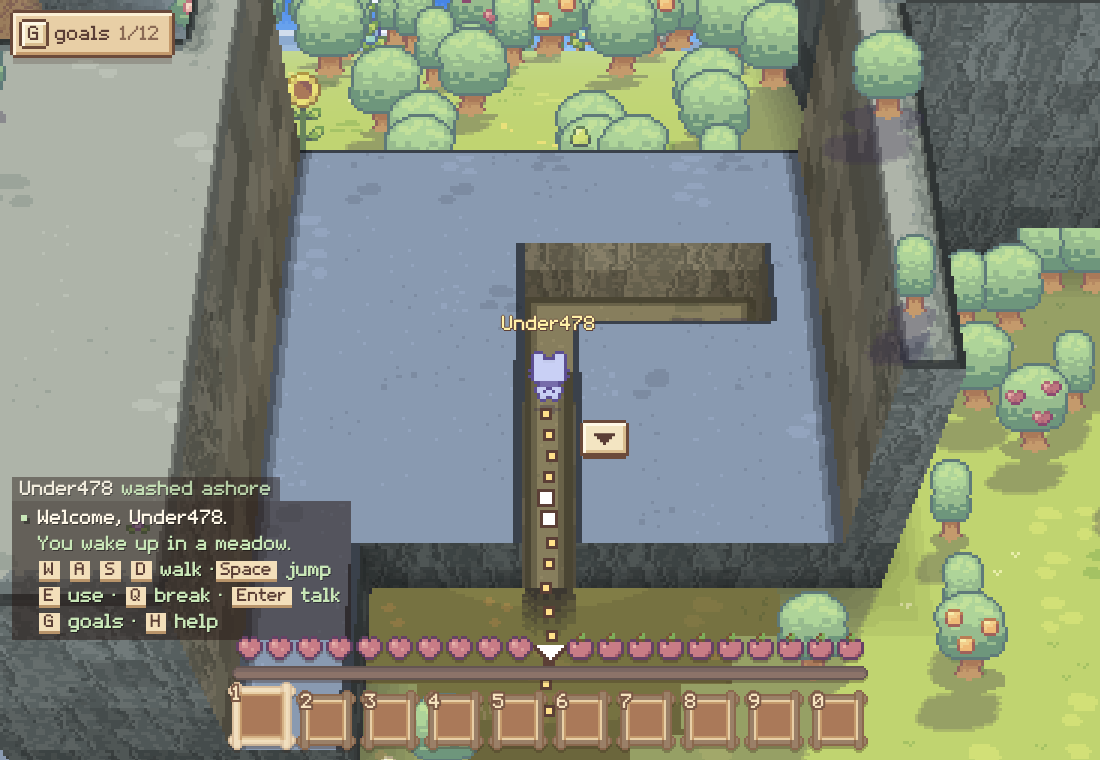 G goals 1/12
Under478
Under478 washed ashore
Welcome, Under478.
You wake up in a meadow.
W A S D walk · Space jump
E use · Q break · Enter talk
G goals · H help
1 2 3 4 5 6 7 8 9 0